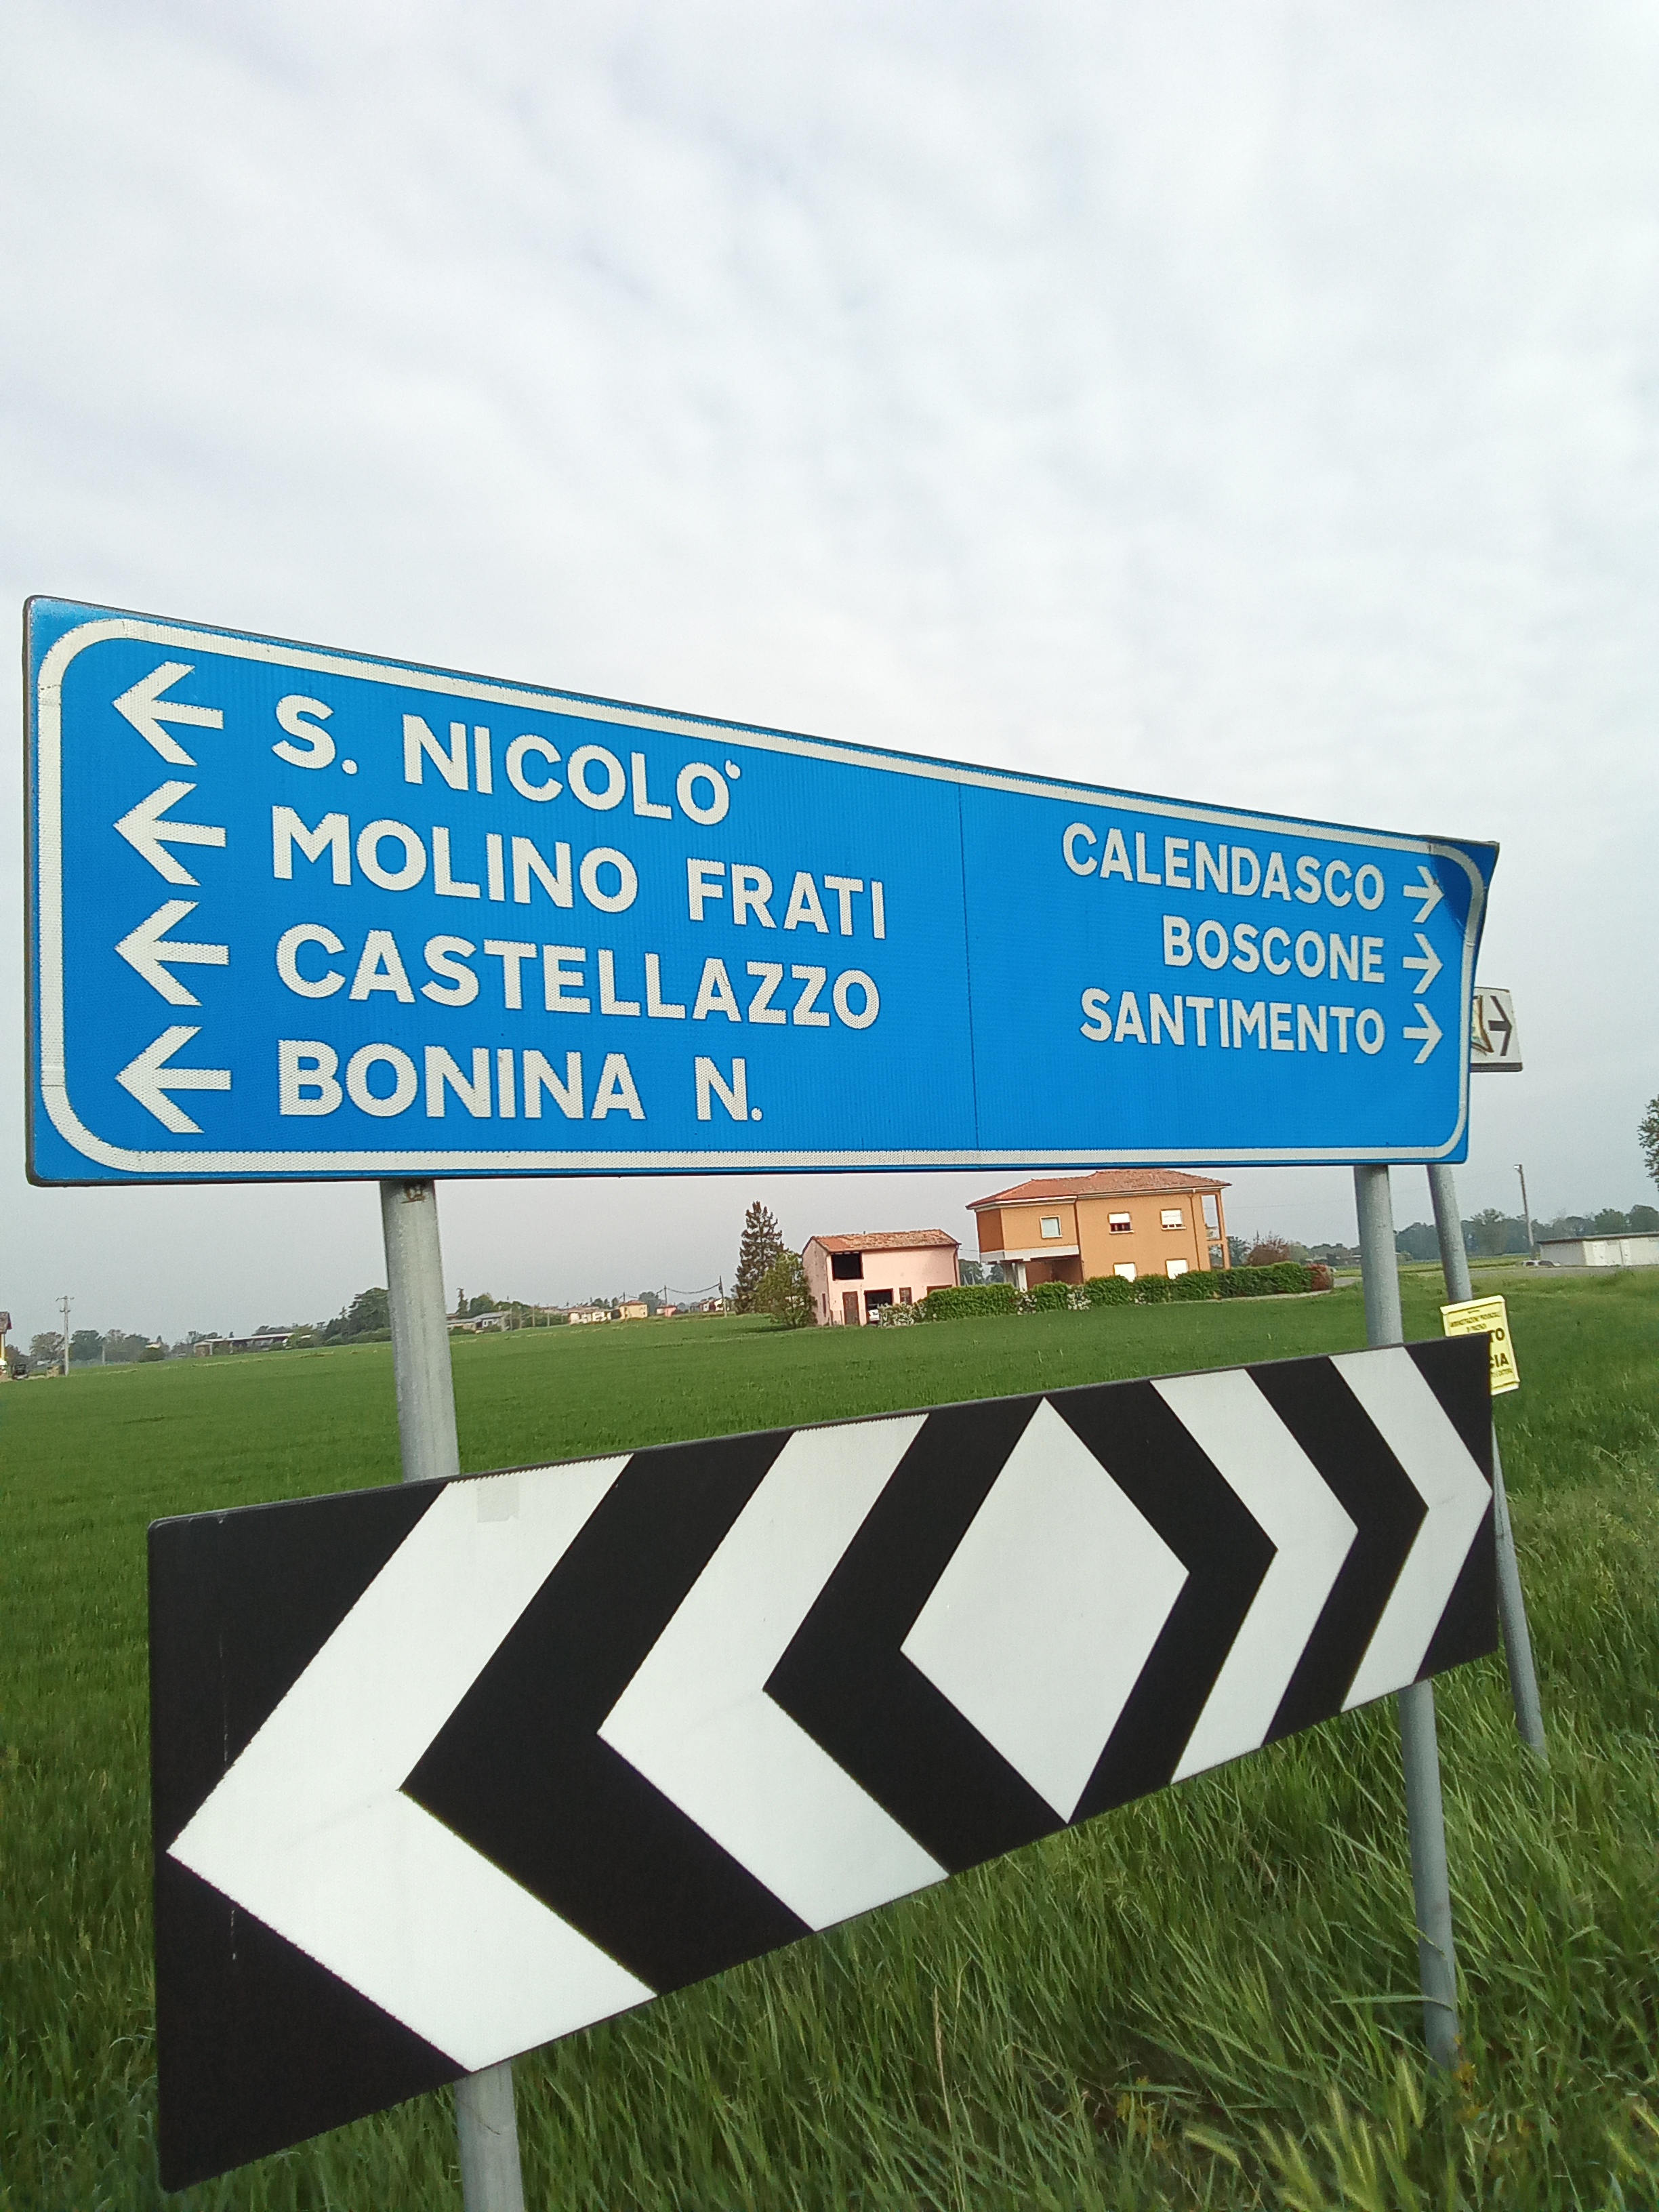 S. NICOLO'
MOLINO FRATI
CASTELLAZZO
BONINA N.
CALENDASCO
BOSCONE
SANTIMENTO